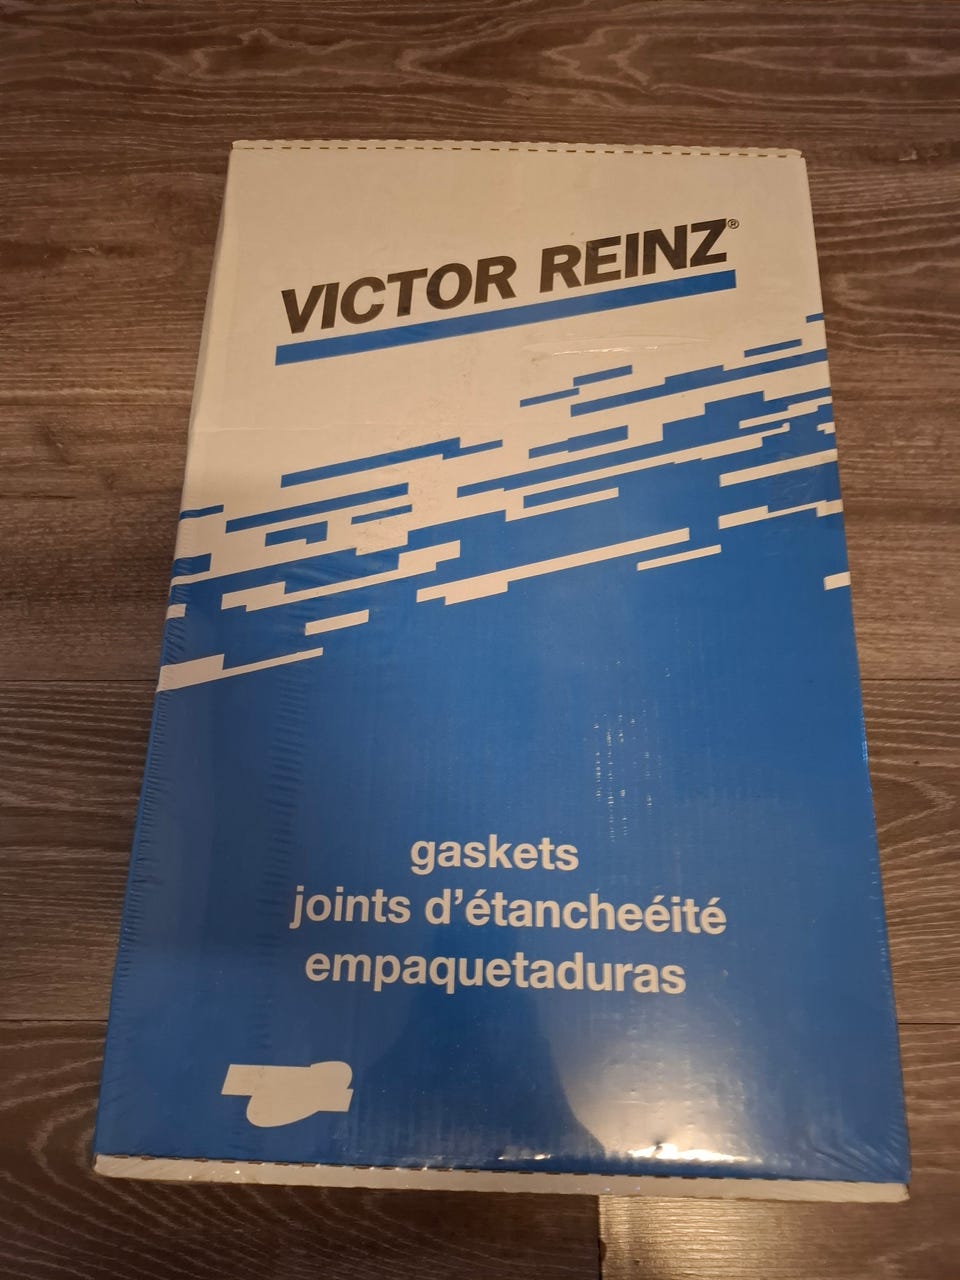 VICTOR REINZ®
gaskets
joints d’étancheéité
empaquetaduras